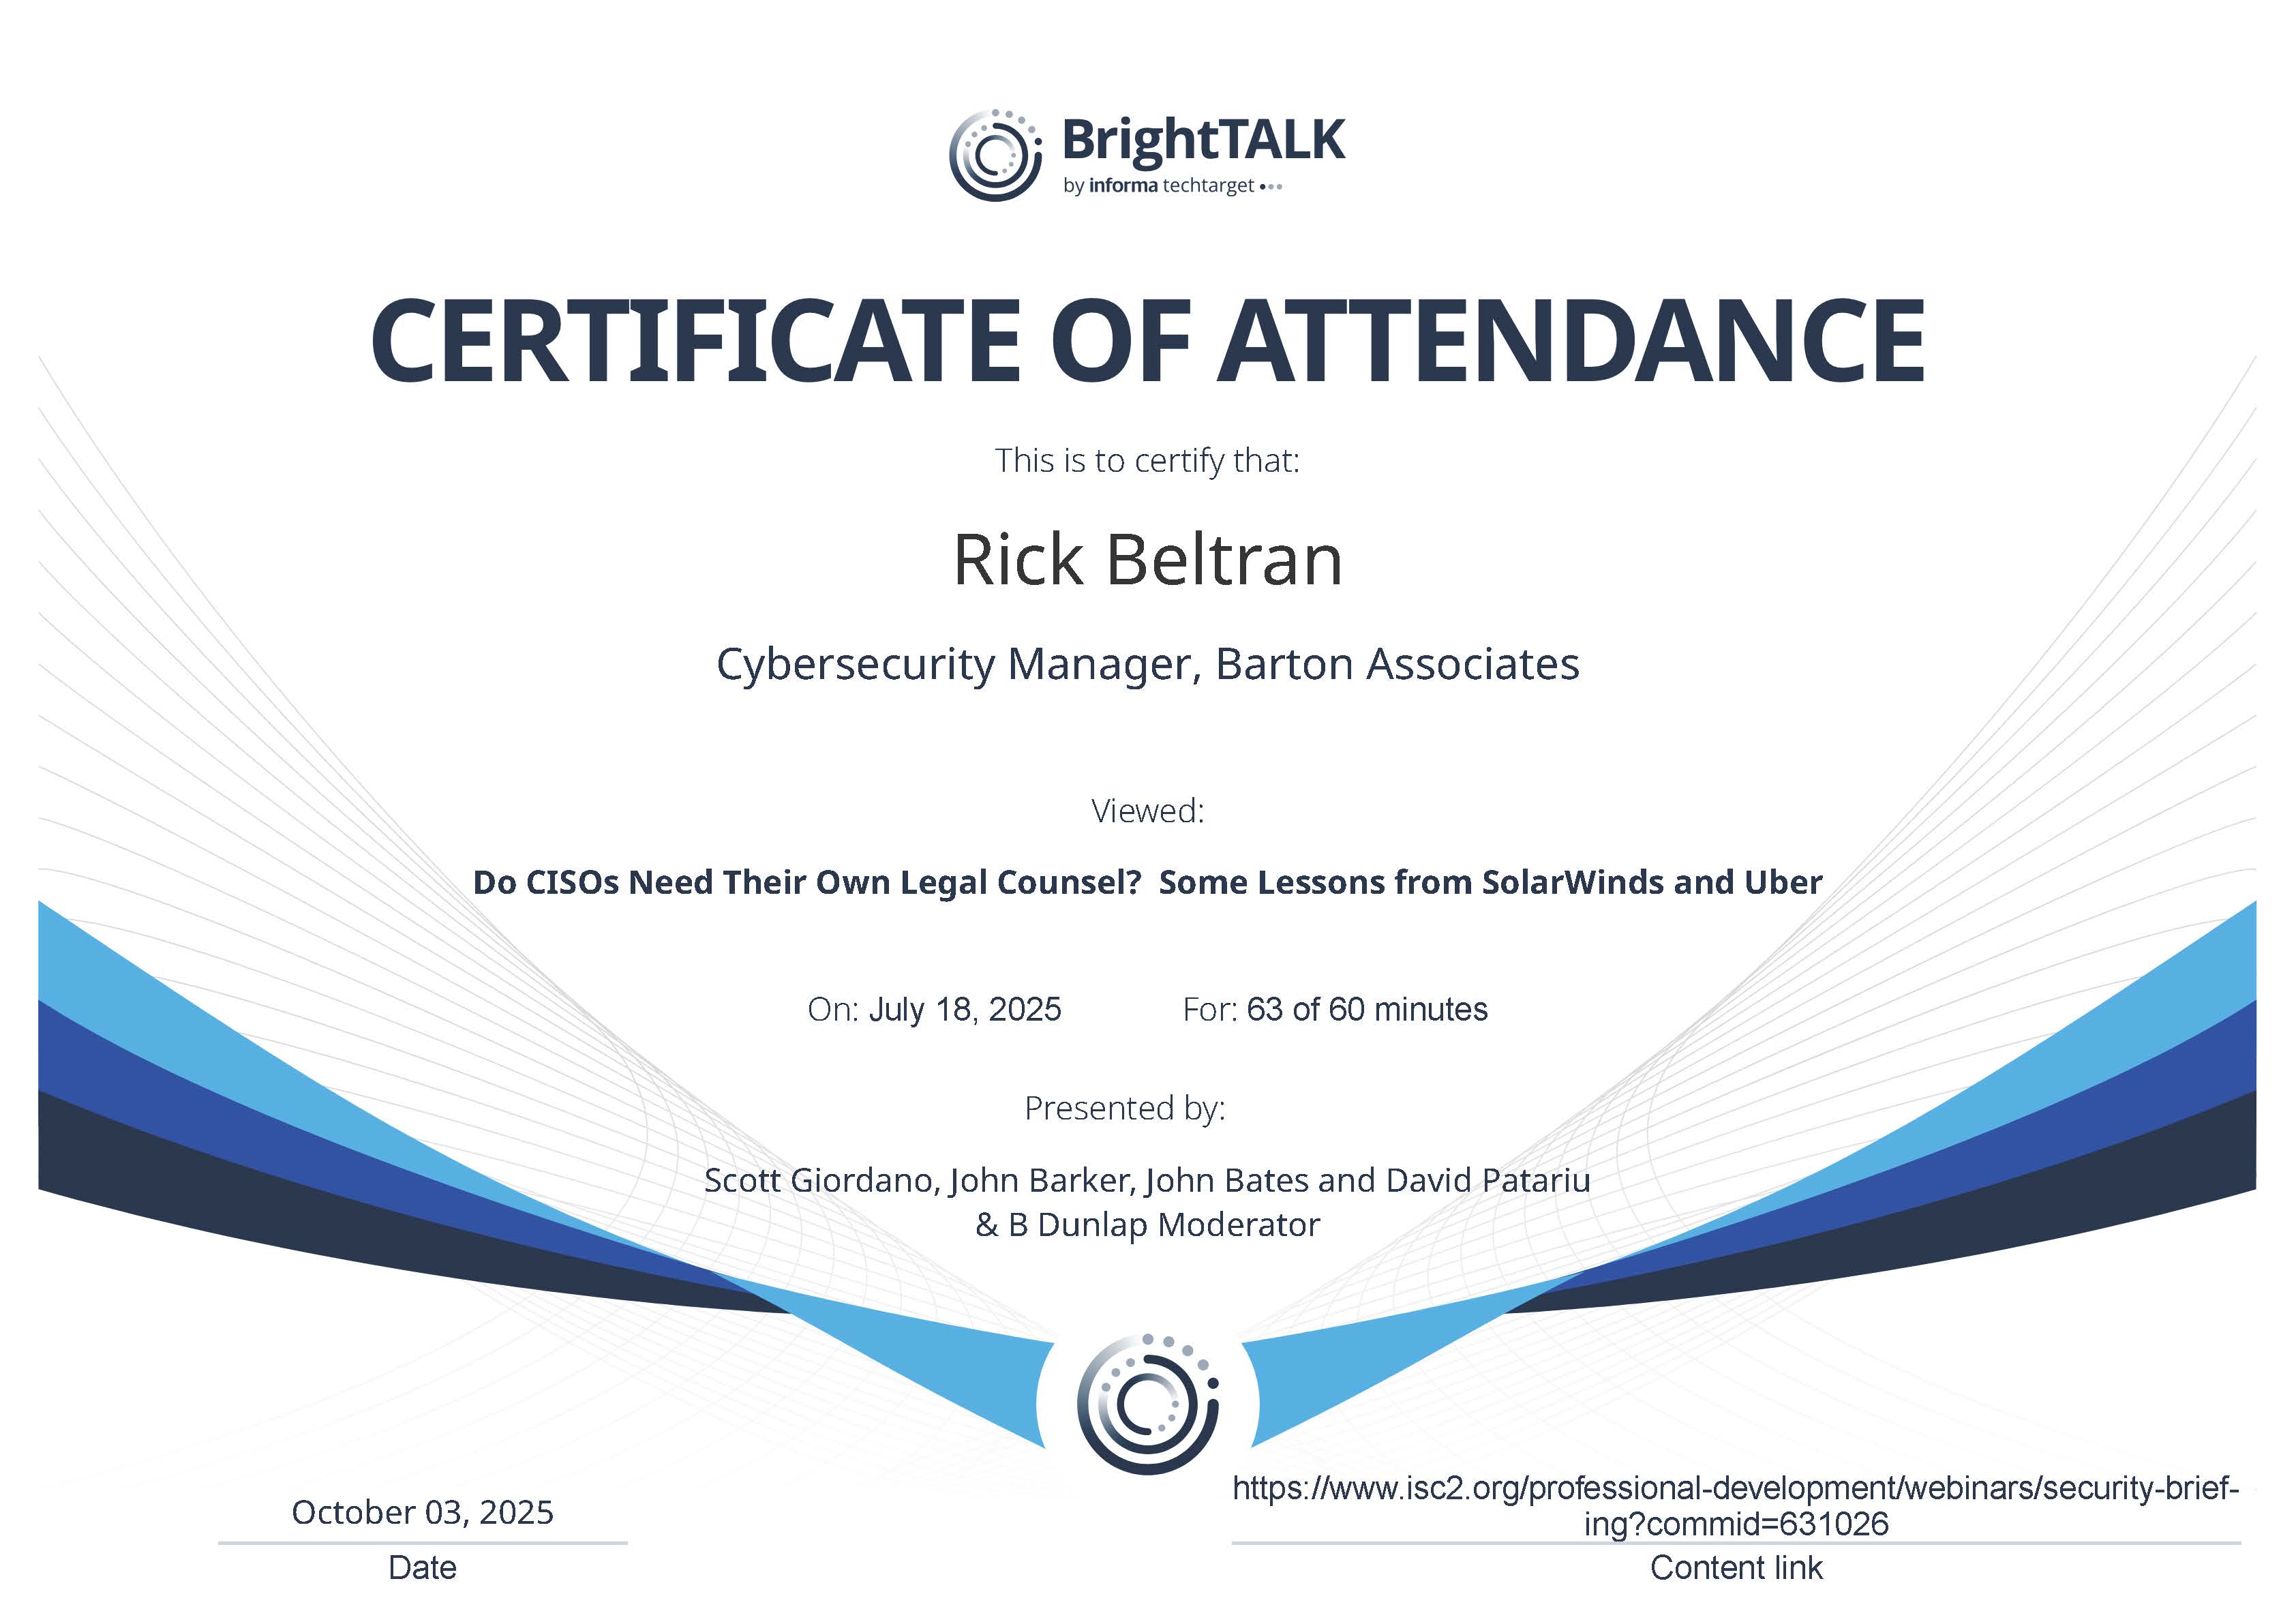 BrightTALK
by informa techtarget
CERTIFICATE OF ATTENDANCE
This is to certify that:
Rick Beltran
Cybersecurity Manager, Barton Associates
Viewed:
Do CISOs Need Their Own Legal Counsel?  Some Lessons from SolarWinds and Uber
On: July 18, 2025 For: 63 of 60 minutes
Presented by:
Scott Giordano, John Barker, John Bates and David Patariu
& B Dunlap Moderator
October 03, 2025
Date
https://www.isc2.org/professional-development/webinars/security-brief-
ing?commid=631026
Content link